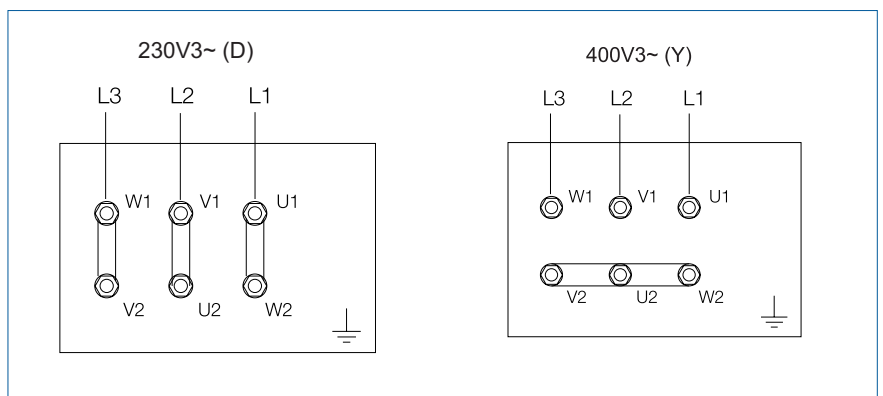 230V3~ (D)
L3 L2 L1
W1 V1 U1
V2 U2 W2
400V3~ (Y)
L3 L2 L1
W1 V1 U1
V2 U2 W2